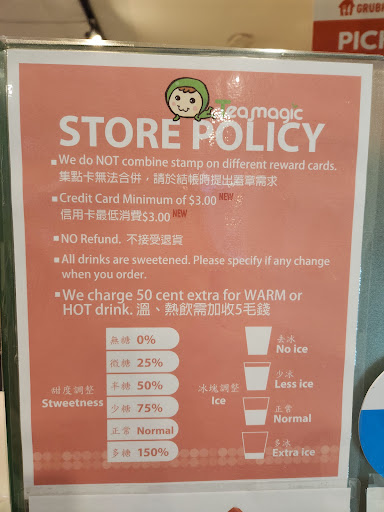 GRUBH
PICK
Teasmagic
STORE POLICY
▪We do NOT combine stamp on different reward cards.
集點卡無法合併，請於結帳時提出蓋章需求
▪Credit Card Minimum of $3.00 NEW
信用卡最低消費$3.00 NEW
▪NO Refund. 不接受退貨
▪All drinks are sweetened. Please specify if any change
when you order.
▪We charge 50 cent extra for WARM or
HOT drink. 溫、熱飲需加收5毛錢
甜度調整
Stweetness
無糖 0%
微糖 25%
半糖 50%
少糖 75%
正常 Normal
多糖 150%
冰塊調整
Ice
去冰
No ice
少冰
Less ice
正常
Normal
多冰
Extra ice